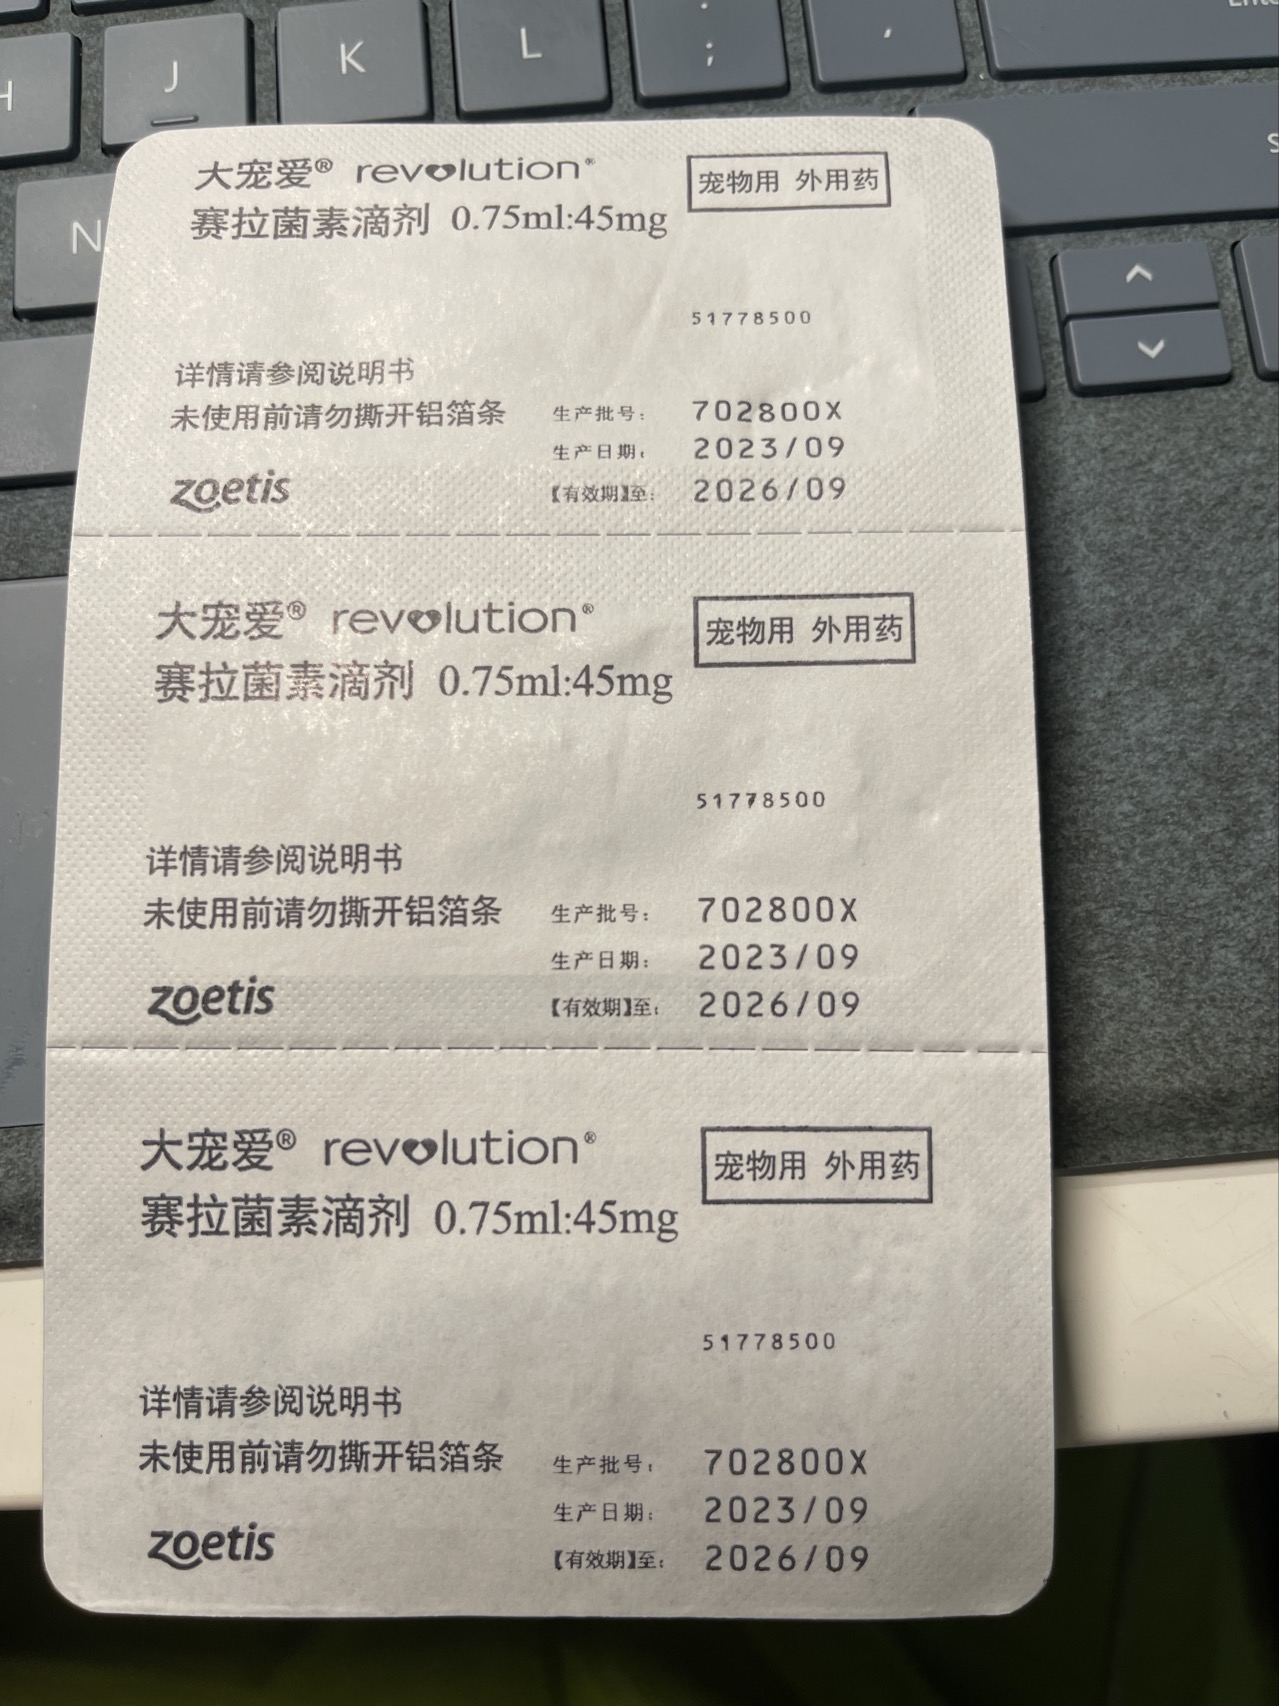 H J K L : ; ,
N
大宠爱® revolution®
宠物用 外用药
赛拉菌素滴剂 0.75ml:45mg
51778500
详情请参阅说明书
未使用前请勿撕开铝箔条
生产批号: 702800X
生产日期: 2023/09
zoetis
【有效期】至: 2026/09
大宠爱® revolution®
宠物用 外用药
赛拉菌素滴剂 0.75ml:45mg
51778500
详情请参阅说明书
未使用前请勿撕开铝箔条
生产批号: 702800X
生产日期: 2023/09
zoetis
【有效期】至: 2026/09
大宠爱® revolution®
宠物用 外用药
赛拉菌素滴剂 0.75ml:45mg
51778500
详情请参阅说明书
未使用前请勿撕开铝箔条
生产批号: 702800X
生产日期: 2023/09
zoetis
【有效期】至: 2026/09